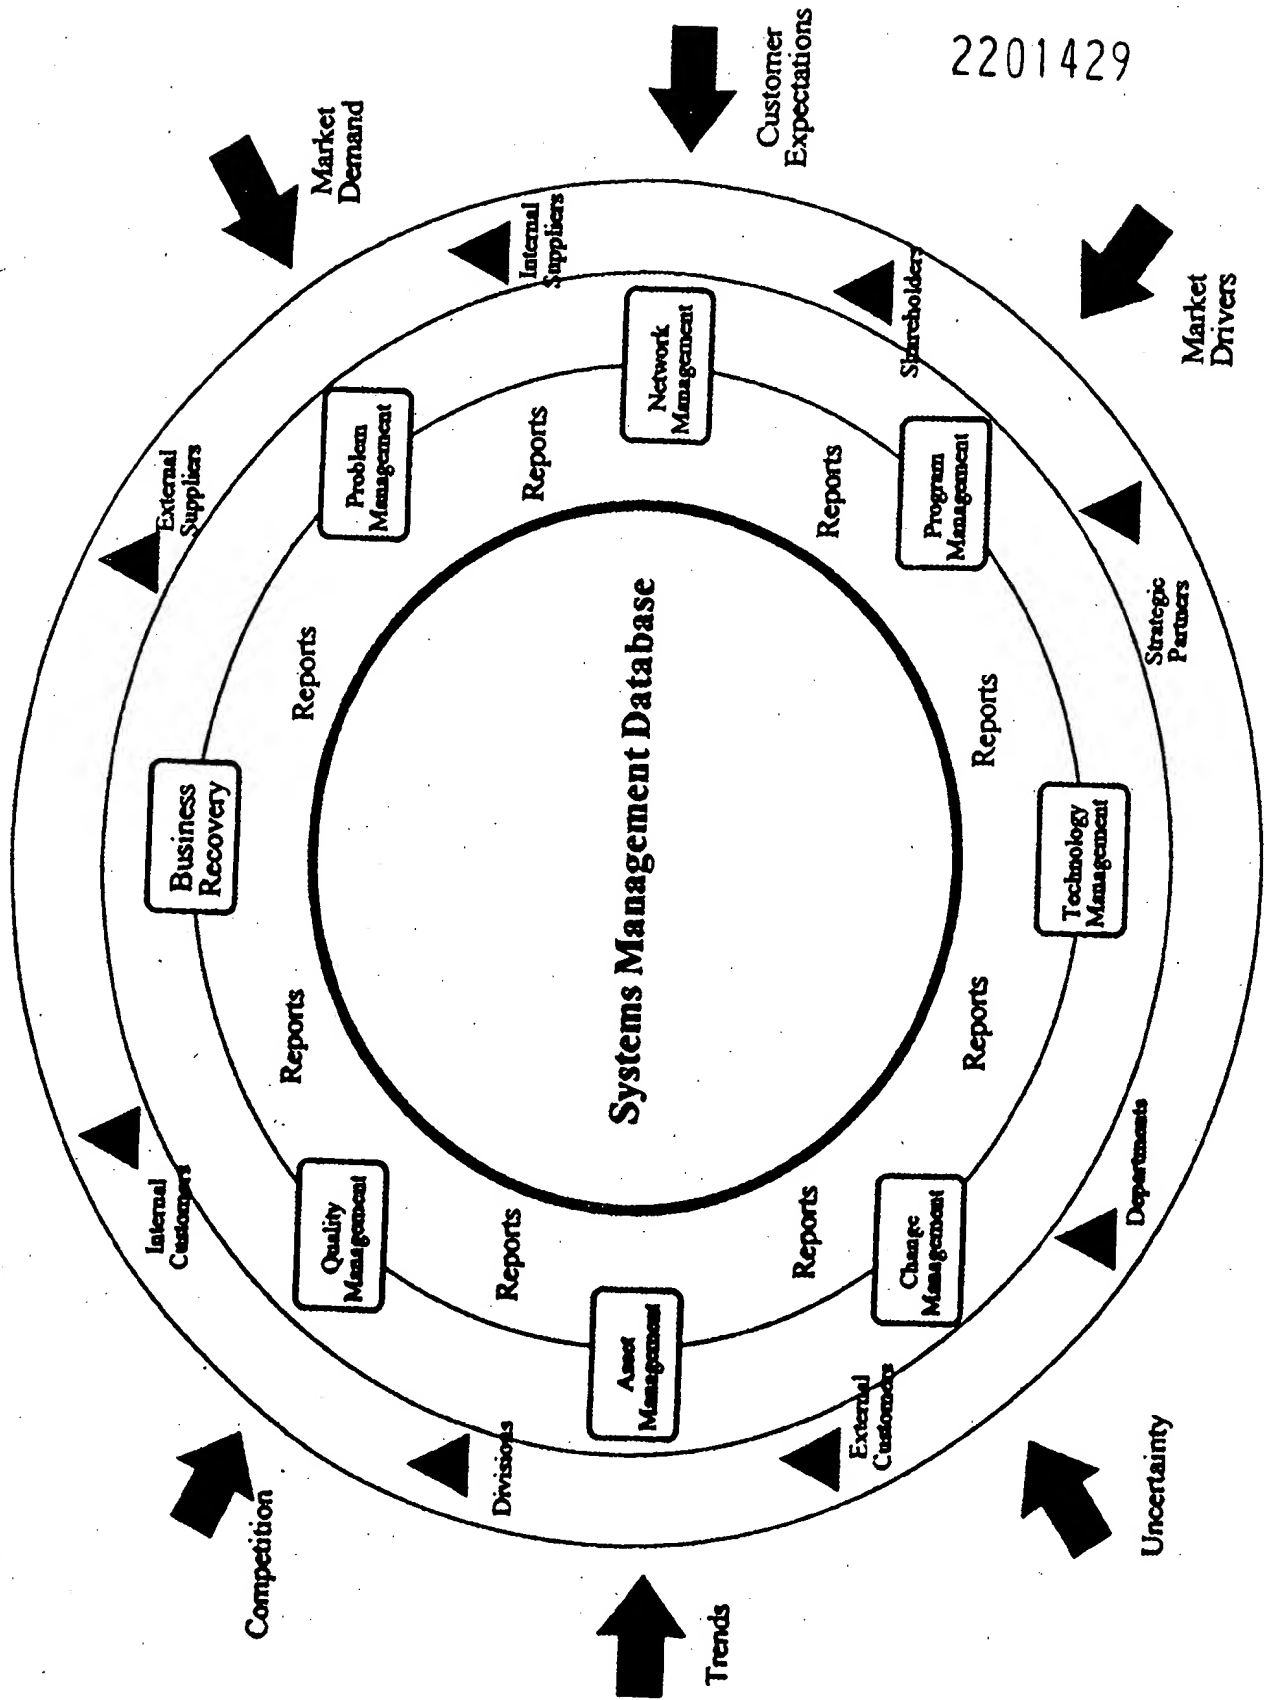 2201429
Competition
Internal
Customers
External
Suppliers
Market
Demand
Business
Recovery
Quality
Management
Reports
Reports
Problem
Management
Divisions
Reports
Reports
Internal
Suppliers
Trends
Asset
Management
Systems Management Database
Network
Management
Customer
Expectations
External
Customers
Reports
Reports
Shareholders
Change
Management
Reports
Reports
Program
Management
Technology
Management
Departments
Strategic
Partners
Uncertainty
Market
Drivers